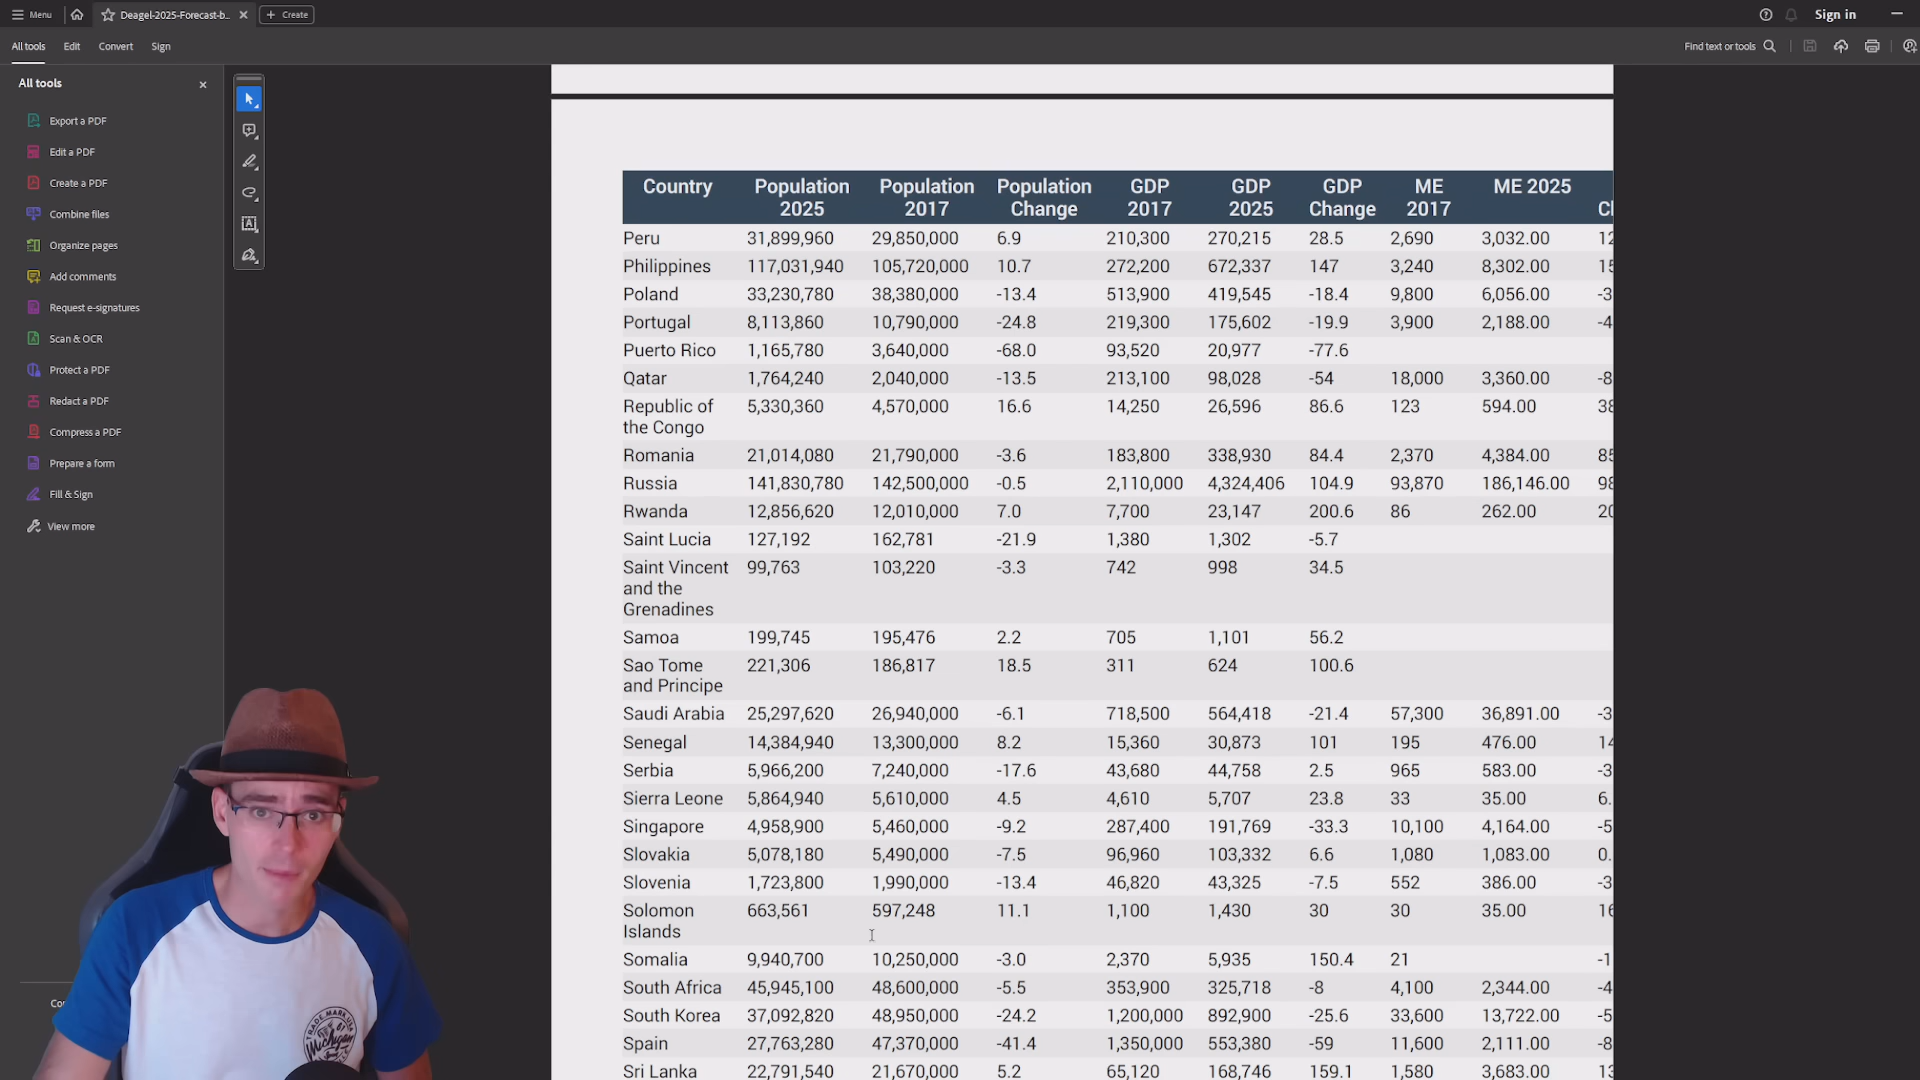 Menu
Deagel-2025-Forecast-b...
Create
Sign in
All tools
Edit
Convert
Sign
Find text or tools
All tools
Export a PDF
Edit a PDF
Create a PDF
Combine files
Organize pages
Add comments
Request e-signatures
Scan & OCR
Protect a PDF
Redact a PDF
Compress a PDF
Prepare a form
Fill & Sign
View more
Country Population 2025 Population 2017 Population Change GDP 2017 GDP 2025 GDP Change ME 2017 ME 2025
Peru 31,899,960 29,850,000 6.9 210,300 270,215 28.5 2,690 3,032.00 12
Philippines 117,031,940 105,720,000 10.7 272,200 672,337 147 3,240 8,302.00 15
Poland 33,230,780 38,380,000 -13.4 513,900 419,545 -18.4 9,800 6,056.00 -3
Portugal 8,113,860 10,790,000 -24.8 219,300 175,602 -19.9 3,900 2,188.00 -4
Puerto Rico 1,165,780 3,640,000 -68.0 93,520 20,977 -77.6
Qatar 1,764,240 2,040,000 -13.5 213,100 98,028 -54 18,000 3,360.00 -8
Republic of 5,330,360 4,570,000 16.6 14,250 26,596 86.6 123 594.00 38
the Congo
Romania 21,014,080 21,790,000 -3.6 183,800 338,930 84.4 2,370 4,384.00 85
Russia 141,830,780 142,500,000 -0.5 2,110,000 4,324,406 104.9 93,870 186,146.00 98
Rwanda 12,856,620 12,010,000 7.0 7,700 23,147 200.6 86 262.00 20
Saint Lucia 127,192 162,781 -21.9 1,380 1,302 -5.7
Saint Vincent 99,763 103,220 -3.3 742 998 34.5
and the
Grenadines
Samoa 199,745 195,476 2.2 705 1,101 56.2
Sao Tome 221,306 186,817 18.5 311 624 100.6
and Principe
Saudi Arabia 25,297,620 26,940,000 -6.1 718,500 564,418 -21.4 57,300 36,891.00 -3
Senegal 14,384,940 13,300,000 8.2 15,360 30,873 101 195 476.00 14
Serbia 5,966,200 7,240,000 -17.6 43,680 44,758 2.5 965 583.00 -3
Sierra Leone 5,864,940 5,610,000 4.5 4,610 5,707 23.8 33 35.00 6.
Singapore 4,958,900 5,460,000 -9.2 287,400 191,769 -33.3 10,100 4,164.00 -5
Slovakia 5,078,180 5,490,000 -7.5 96,960 103,332 6.6 1,080 1,083.00 0.
Slovenia 1,723,800 1,990,000 -13.4 46,820 43,325 -7.5 552 386.00 -3
Solomon 663,561 597,248 11.1 1,100 1,430 30 30 35.00 16
Islands
Somalia 9,940,700 10,250,000 -3.0 2,370 5,935 150.4 21 -1
South Africa 45,945,100 48,600,000 -5.5 353,900 325,718 -8 4,100 2,344.00 -4
South Korea 37,092,820 48,950,000 -24.2 1,200,000 892,900 -25.6 33,600 13,722.00 -5
Spain 27,763,280 47,370,000 -41.4 1,350,000 553,380 -59 11,600 2,111.00 -8
Sri Lanka 22,791,540 21,670,000 5.2 65,120 168,746 159.1 1,580 3,683.00 13
TRADE MARK USA
Michigan